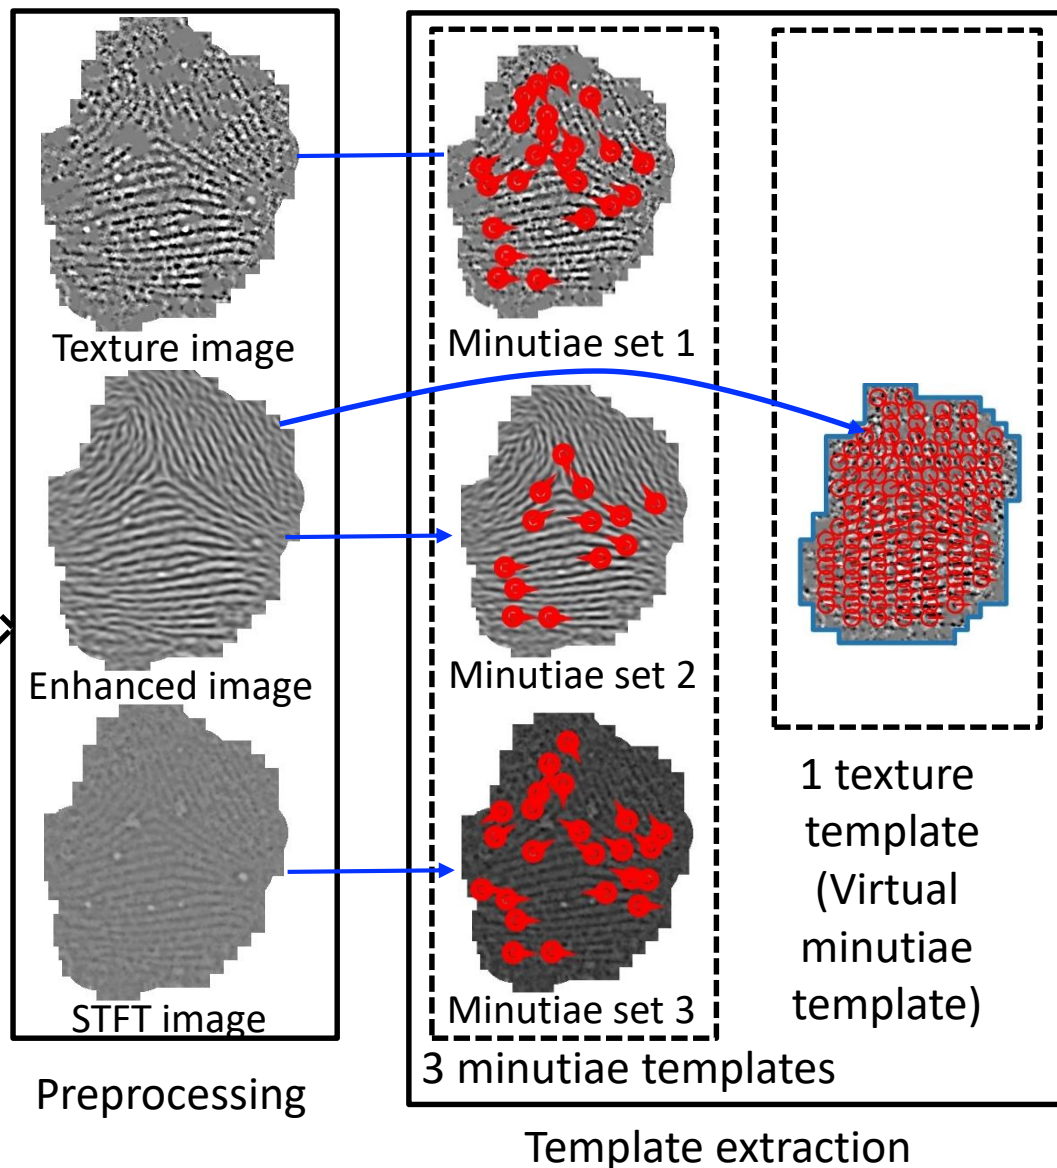 Texture image
Minutiae set 1
Enhanced image
Minutiae set 2
STFT image
Minutiae set 3
1 texture
template
(Virtual
minutiae
template)
3 minutiae templates
Preprocessing
Template extraction